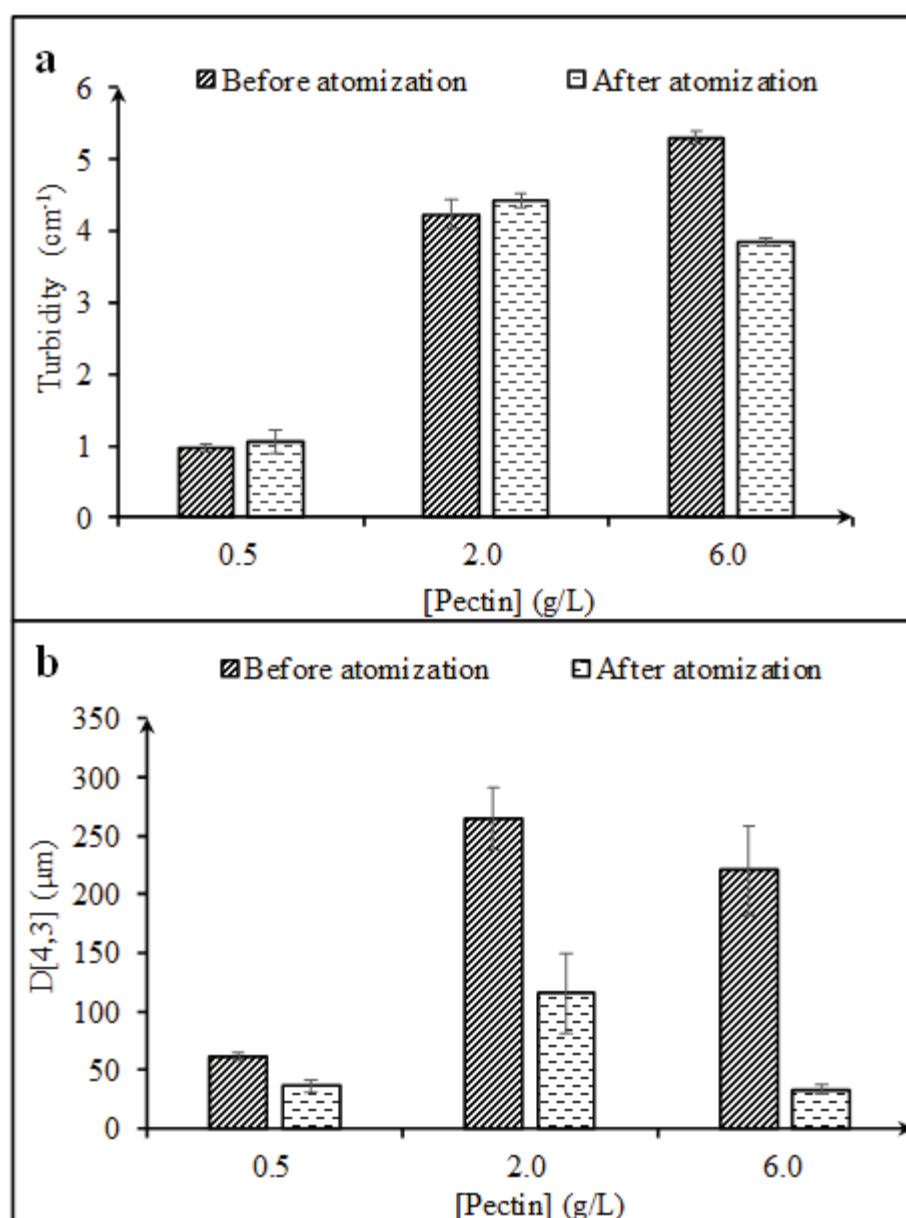 a
Before atomization After atomization
6
5
4
3
2
1
0
Turbidity (cm-1)
0.5 2.0 6.0
[Pectin] (g/L)
b
Before atomization After atomization
350
300
250
200
150
100
50
0
D[4,3] (μm)
0.5 2.0 6.0
[Pectin] (g/L)